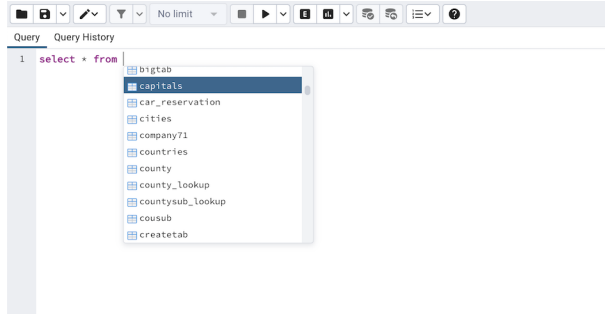 No limit
E
Query Query History
1 select * from
bigtab
capitals
car_reservation
cities
company71
countries
county
county_lookup
countysub_lookup
cousub
createtab